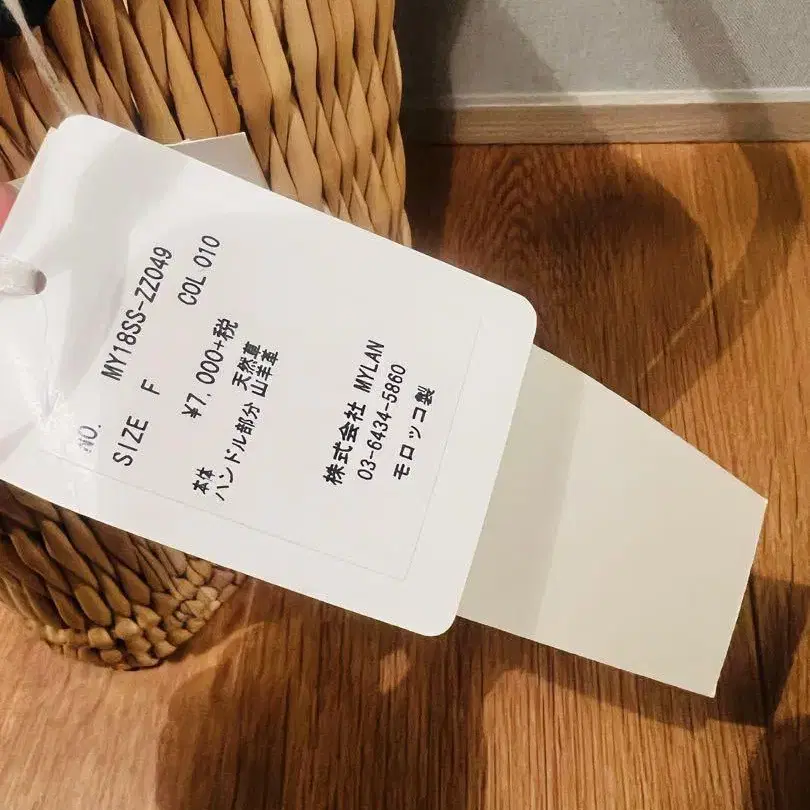 NO. MY18SS-ZZ049
SIZE F COL 010
¥7,000+税
本体 天然草
ハンドル部分 山羊革
株式会社 MYLAN
03-6434-5860
モロッコ製